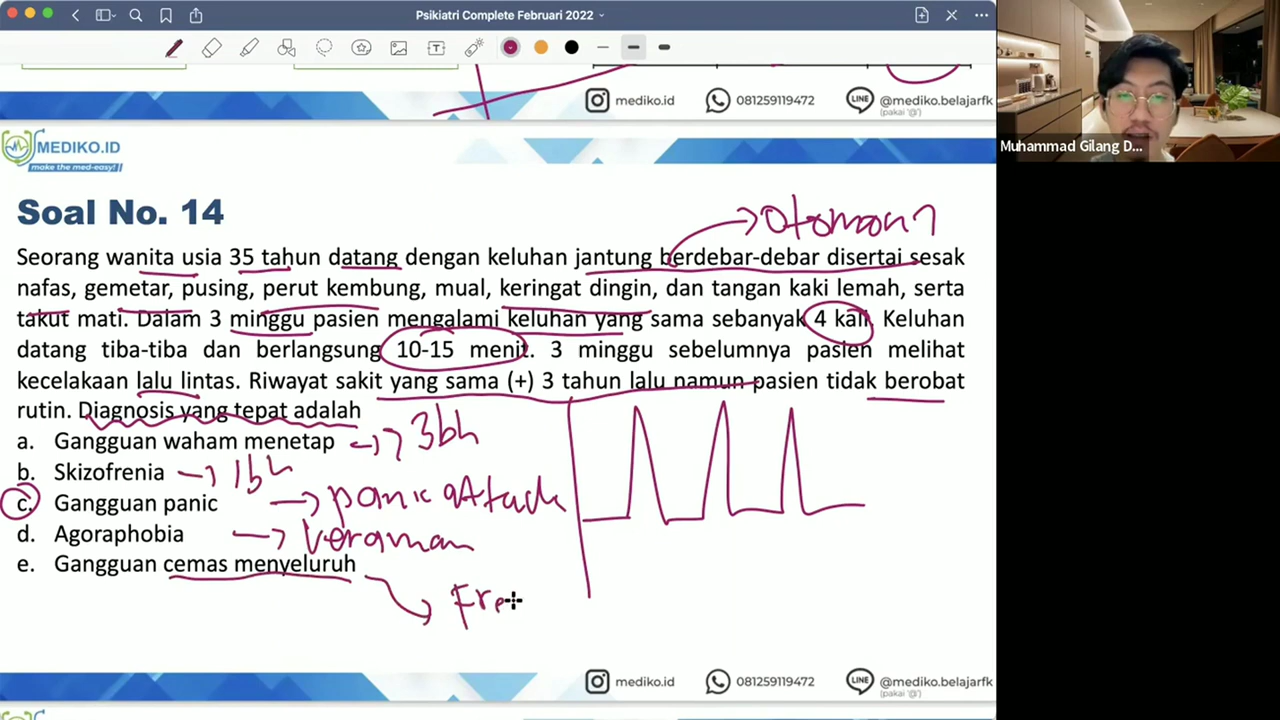 Psikiatri Complete Februari 2022
mediko.id 081259119472 @mediko.belajarfk
(pakai '@')
MEDIKO.ID
make the med-easy!
Muhammad Gilang D...
Soal No. 14
otonom
Seorang wanita usia 35 tahun datang dengan keluhan jantung berdebar-debar disertai sesak
nafas, gemetar, pusing, perut kembung, mual, keringat dingin, dan tangan kaki lemah, serta
takut mati. Dalam 3 minggu pasien mengalami keluhan yang sama sebanyak 4 kali. Keluhan
datang tiba-tiba dan berlangsung 10-15 menit. 3 minggu sebelumnya pasien melihat
kecelakaan lalu lintas. Riwayat sakit yang sama (+) 3 tahun lalu namun pasien tidak berobat
rutin. Diagnosis yang tepat adalah
a. Gangguan waham menetap → 3bh
b. Skizofrenia → 1bh
c. Gangguan panic → panic attack
d. Agoraphobia →
e. Gangguan cemas menyeluruh
→ Fre
mediko.id 081259119472 @mediko.belajarfk
(pakai '@')